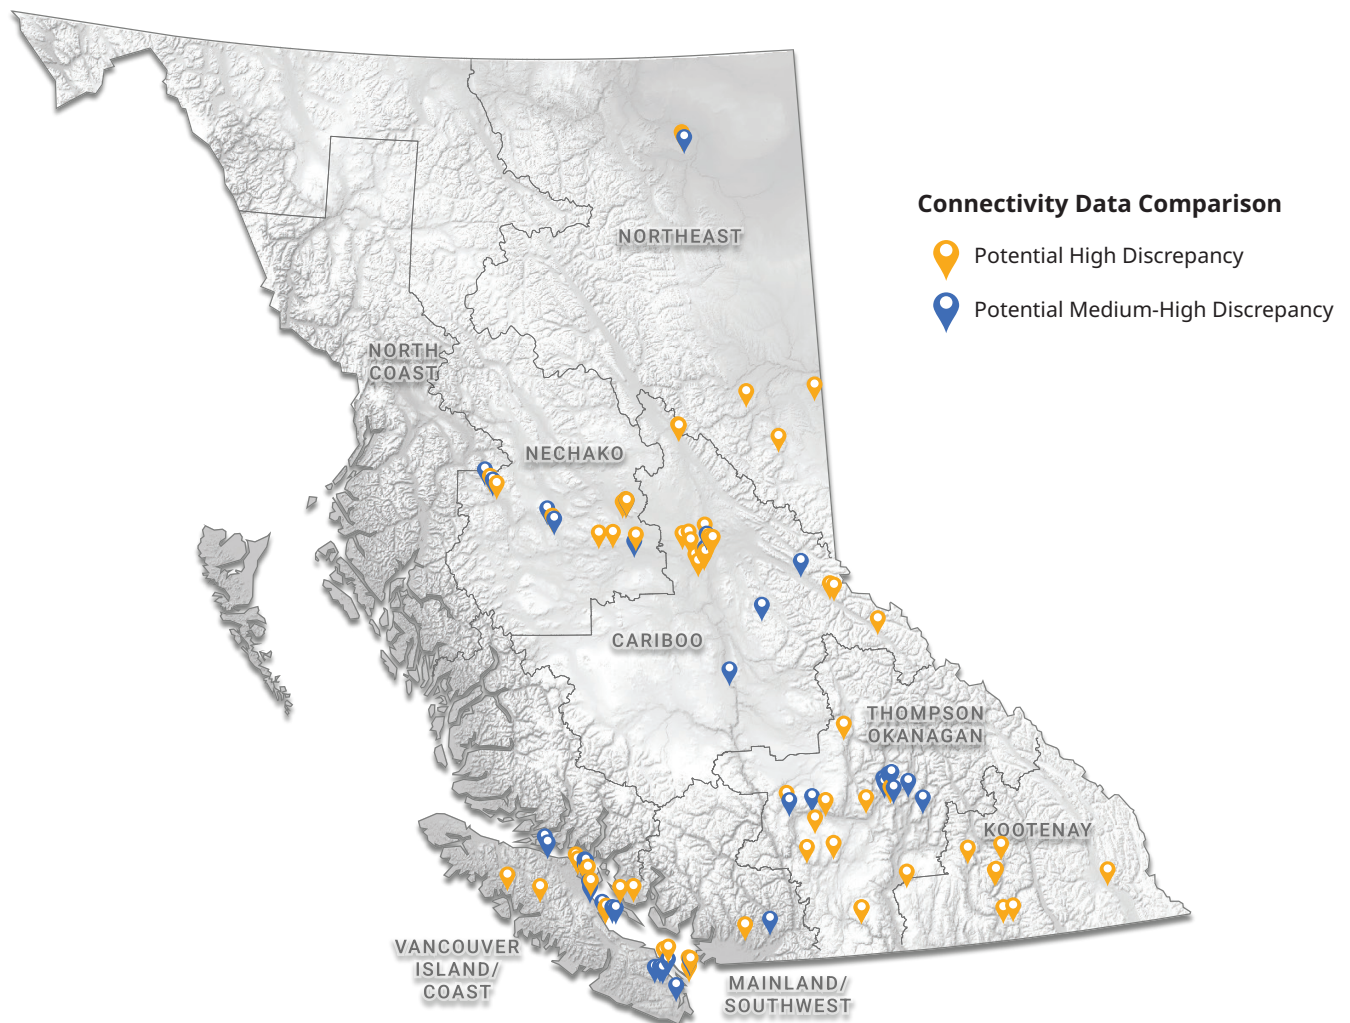 Connectivity Data Comparison
Potential High Discrepancy
Potential Medium-High Discrepancy
NORTHEAST
NORTH
COAST
NECHAKO
CARIBOO
THOMPSON
OKANAGAN
KOOTENAY
VANCOUVER
ISLAND/
COAST
MAINLAND/
SOUTHWEST